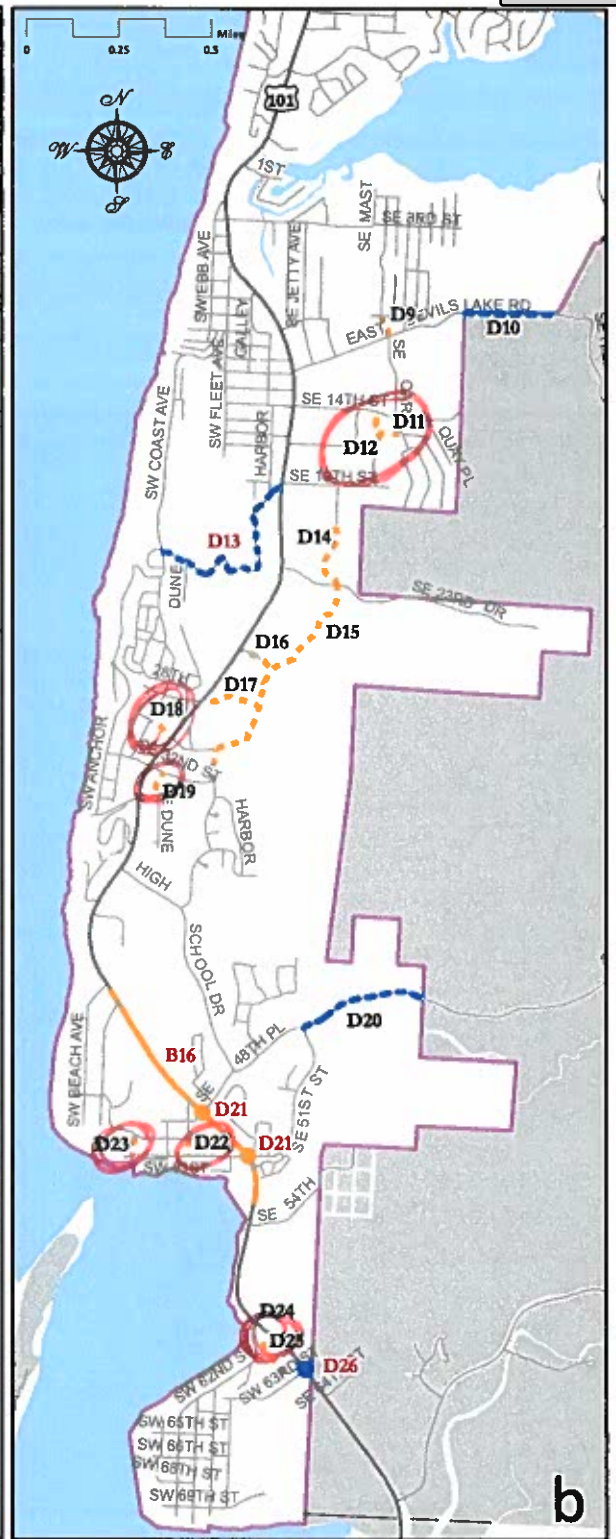 0 0.25 0.5 Miles
N
W E
S
101
1ST
SE MAST
SE 3RD ST
SW EBB AVE
SE JETTY AVE
GALLEY
D9
EAST DEVILS LAKE RD
D10
SE
SW FLEET AVE
SE 14TH ST
OAR
D11
D12
QUAY PL
SW COAST AVE
HARBOR
SE 19TH ST
D13
D14
DUNE
SE 23RD DR
D15
D16
28TH
D17
D18
SW ANCHOR
SE 32ND ST
D19
SE DUNE
HARBOR
HIGH
SCHOOL DR
D20
48TH PL
SW BEACH AVE
B16
SE
D21
SE 51ST ST
D23
D22
D21
SE 54TH
D24
D25
SW 62ND ST
SW 63RD ST
D26
SW 65TH ST
SW 66TH ST
SW 68TH ST
SW 69TH ST
b